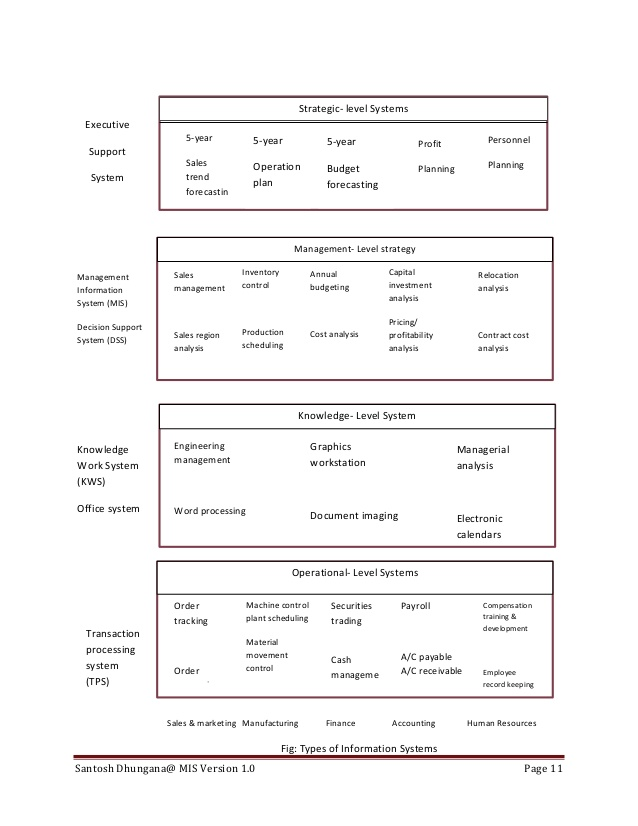 Strategic- level Systems
Executive
Support
System
5-year
Sales
trend
forecastin
5-year
Operation
plan
5-year
Budget
forecasting
Profit
Planning
Personnel
Planning
Management- Level strategy
Management
Information
System (MIS)
Decision Support
System (DSS)
Sales
management
Inventory
control
Annual
budgeting
Capital
investment
analysis
Relocation
analysis
Sales region
analysis
Production
scheduling
Cost analysis
Pricing/
profitability
analysis
Contract cost
analysis
Knowledge- Level System
Knowledge
Work System
(KWS)
Office system
Engineering
management
Graphics
workstation
Managerial
analysis
Word processing
Document imaging
Electronic
calendars
Operational- Level Systems
Transaction
processing
system
(TPS)
Order
tracking
Machine control
plant scheduling
Securities
trading
Payroll
Compensation
training &
development
Order
Material
movement
control
Cash
manageme
A/C payable
A/C receivable
Employee
record keeping
Sales & marketing Manufacturing Finance Accounting Human Resources
Fig: Types of Information Systems
Santosh Dhungana@ MIS Version 1.0 Page 11